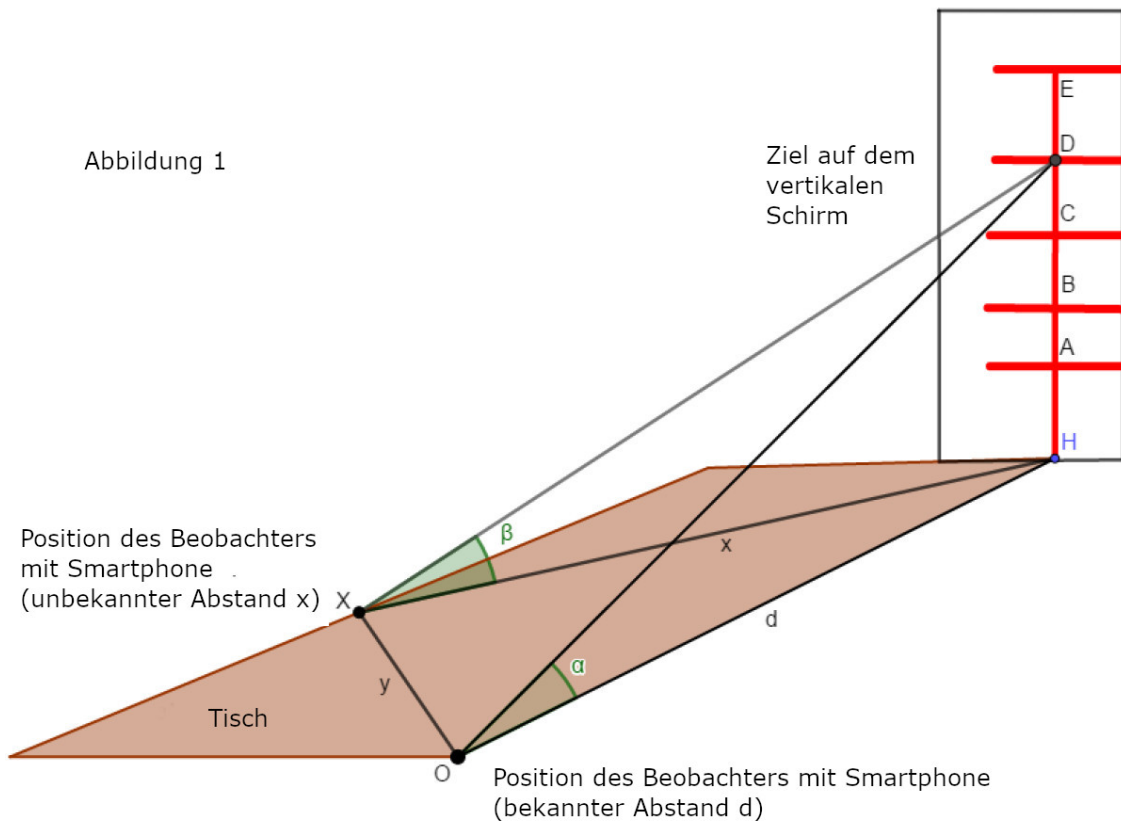 Abbildung 1
Ziel auf dem
vertikalen
Schirm
E
D
C
B
A
H
Position des Beobachters
mit Smartphone
(unbekannter Abstand x)
X
β
x
d
α
y
Tisch
O
Position des Beobachters mit Smartphone
(bekannter Abstand d)